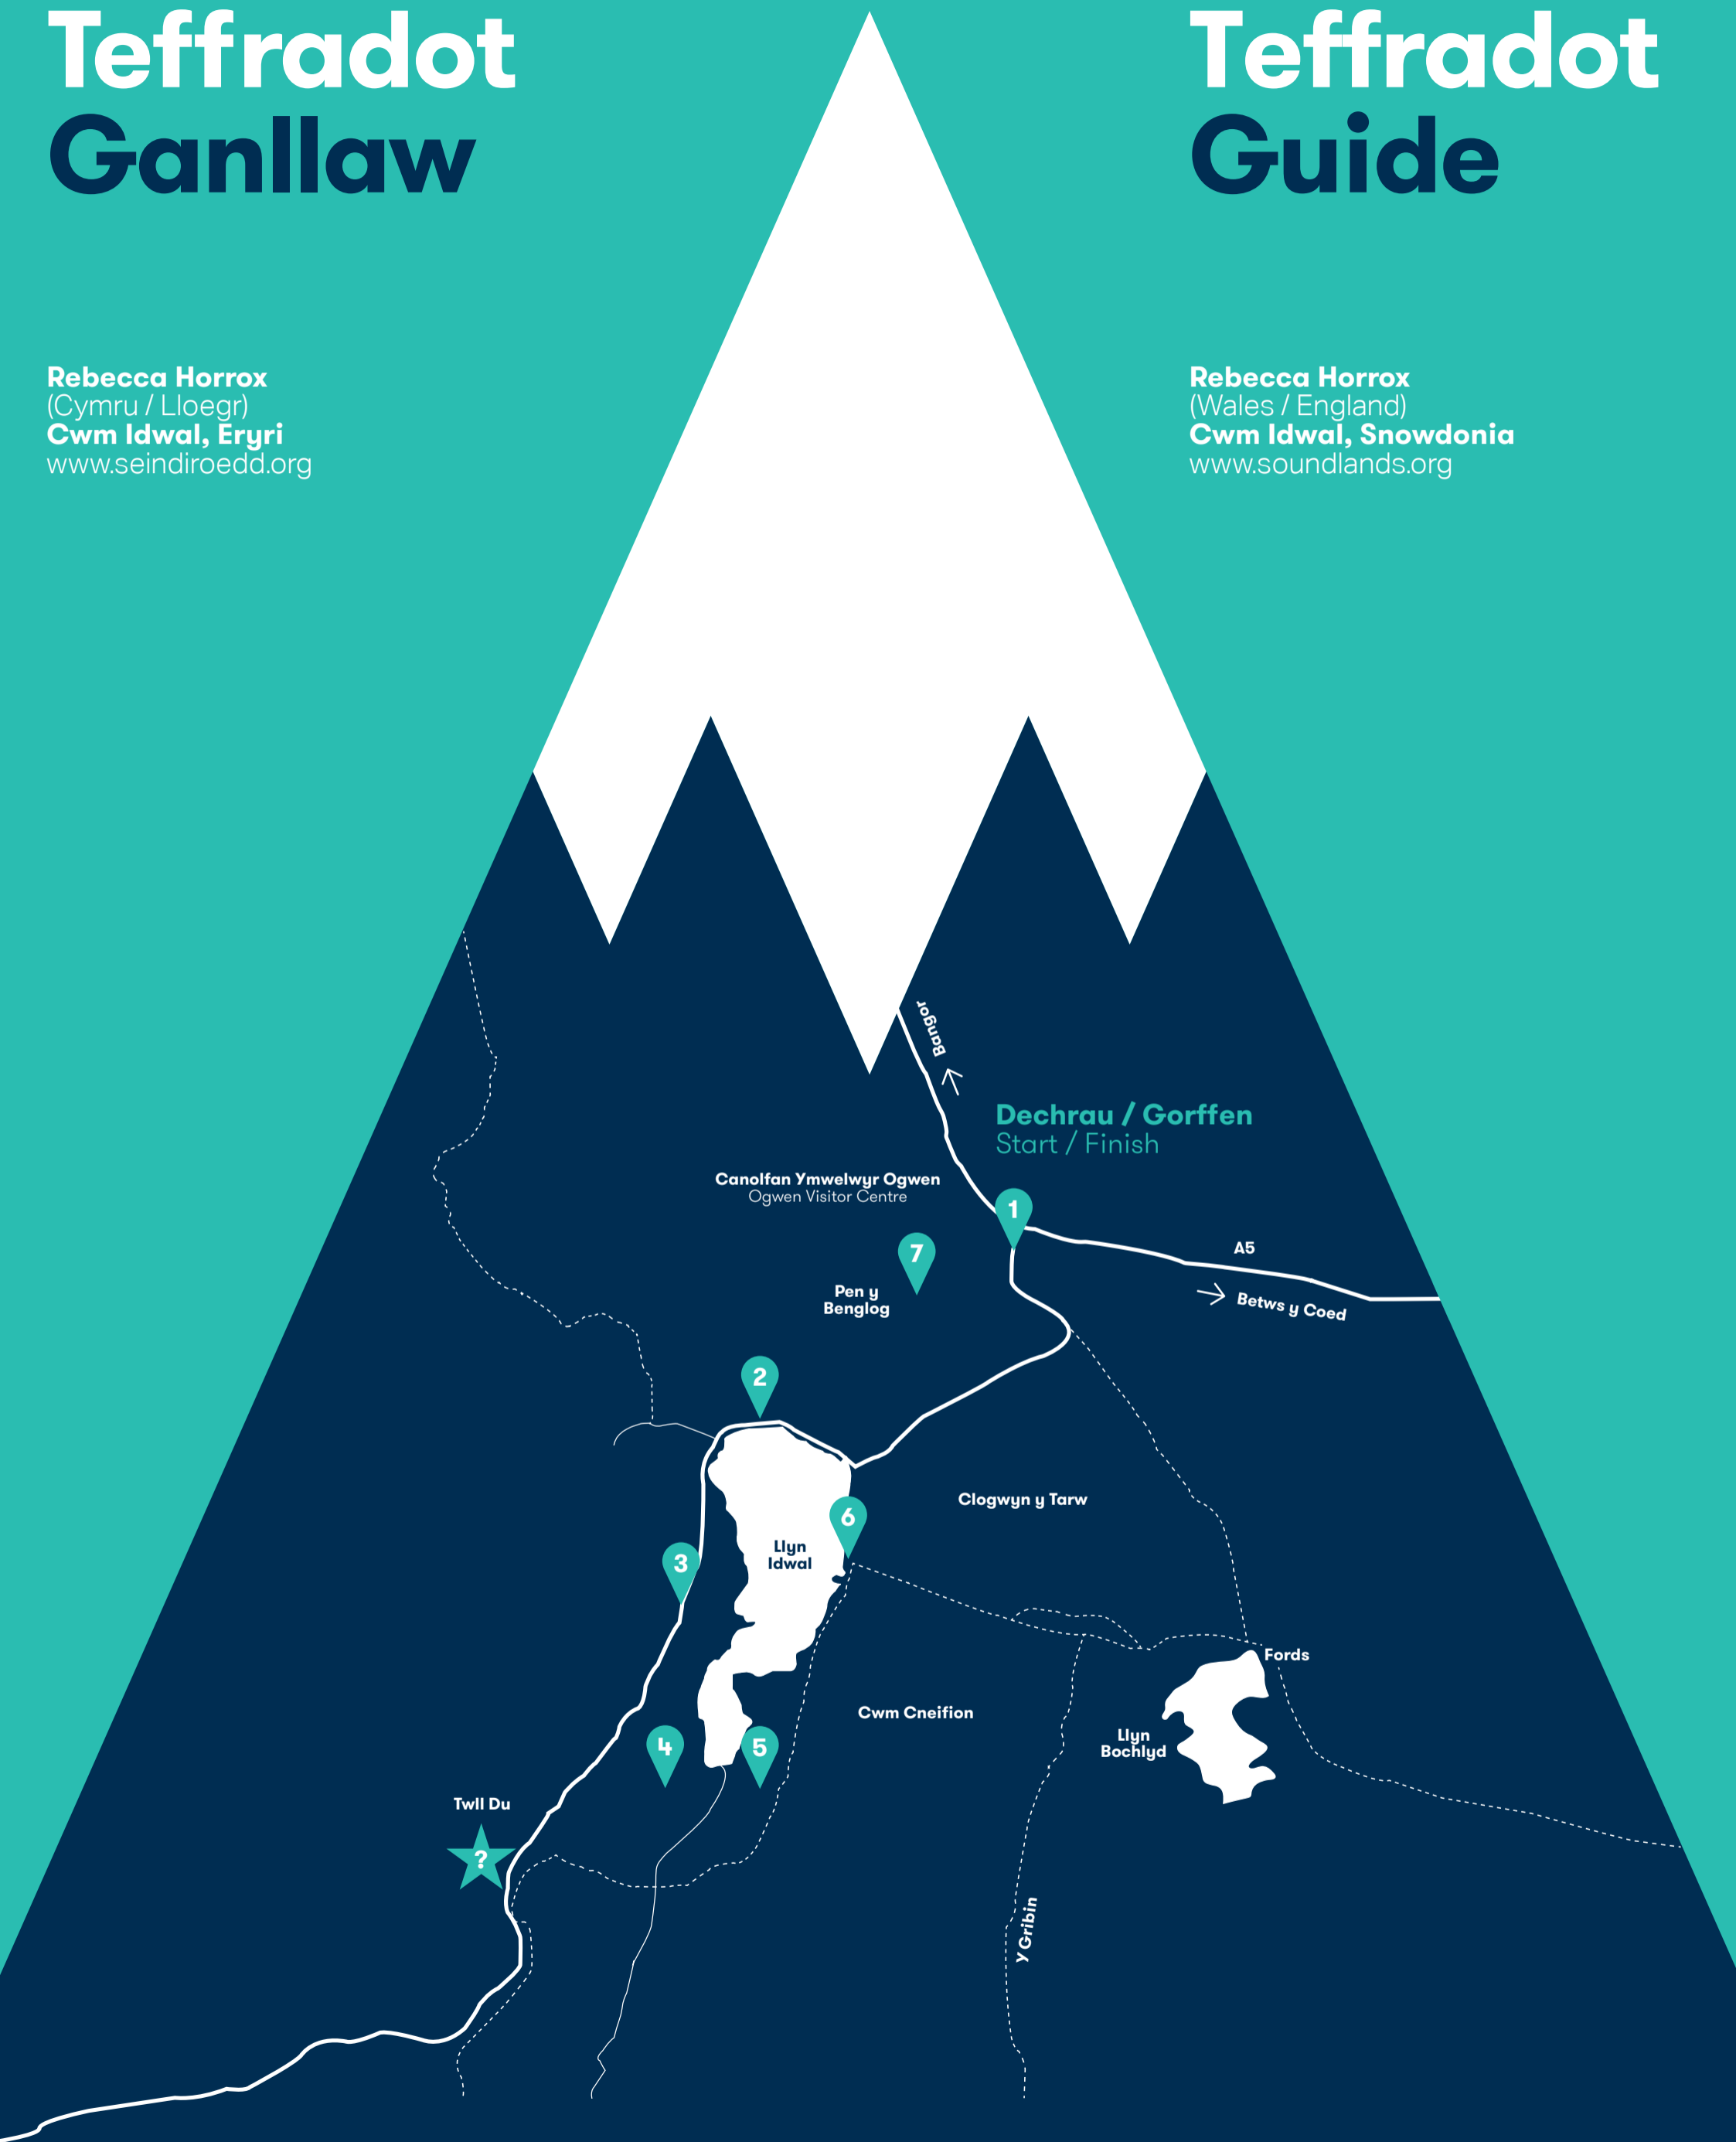 Teffradot
Ganllaw
Rebecca Horrox
(Cymru / Lloegr)
Cwm Idwal, Eryri
www.seindiroedd.org
Teffradot
Guide
Rebecca Horrox
(Wales / England)
Cwm Idwal, Snowdonia
www.soundlands.org
Bangor
Dechrau / Gorffen
Start / Finish
Canolfan Ymwelwyr Ogwen
Ogwen Visitor Centre
1
7
A5
Betws y Coed
Pen y
Benglog
2
Clogwyn y Tarw
6
Llyn
Idwal
3
Fords
Cwm Cneifion
Llyn
Bochlyd
4
5
Twll Du
?
Y Gribin